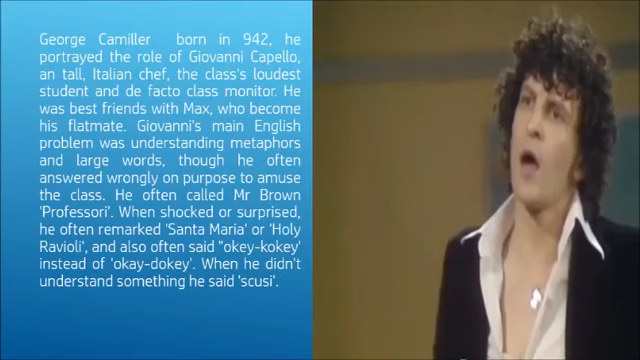 George Camiller born in 942, he
portrayed the role of Giovanni Capello,
an tall, Italian chef, the class's loudest
student and de facto class monitor. He
was best friends with Max, who become
his flatmate. Giovanni's main English
problem was understanding metaphors
and large words, though he often
answered wrongly on purpose to amuse
the class. He often called Mr Brown
'Professori'. When shocked or surprised,
he often remarked 'Santa Maria' or 'Holy
Ravioli', and also often said "okey-kokey'
instead of 'okay-dokey'. When he didn't
understand something he said 'scusi'.